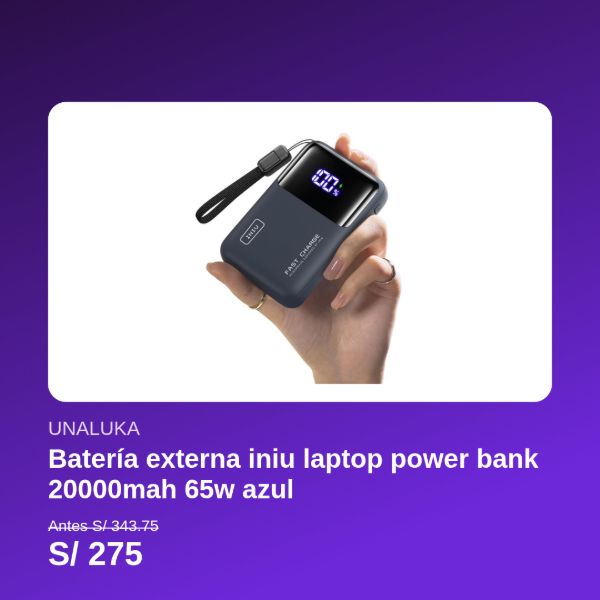 100%
INIU
FAST CHARGE
UNALUKA
Batería externa iniu laptop power bank
20000mah 65w azul
Antes S/ 343.75
S/ 275